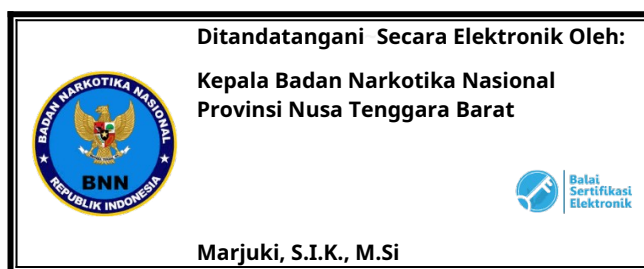 Ditandatangani Secara Elektronik Oleh:
Kepala Badan Narkotika Nasional
Provinsi Nusa Tenggara Barat
BADAN NARKOTIKA NASIONAL
BNN
REPUBLIK INDONESIA
Balai
Sertifikasi
Elektronik
Marjuki, S.I.K., M.Si